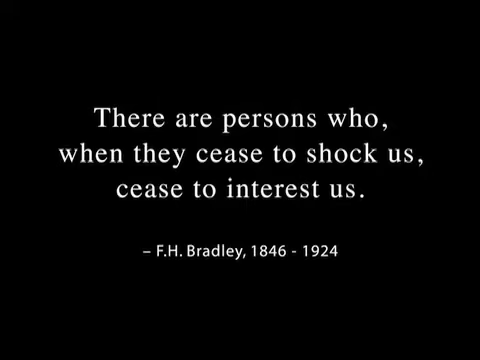 There are persons who,
when they cease to shock us,
cease to interest us.
– F.H. Bradley, 1846 - 1924